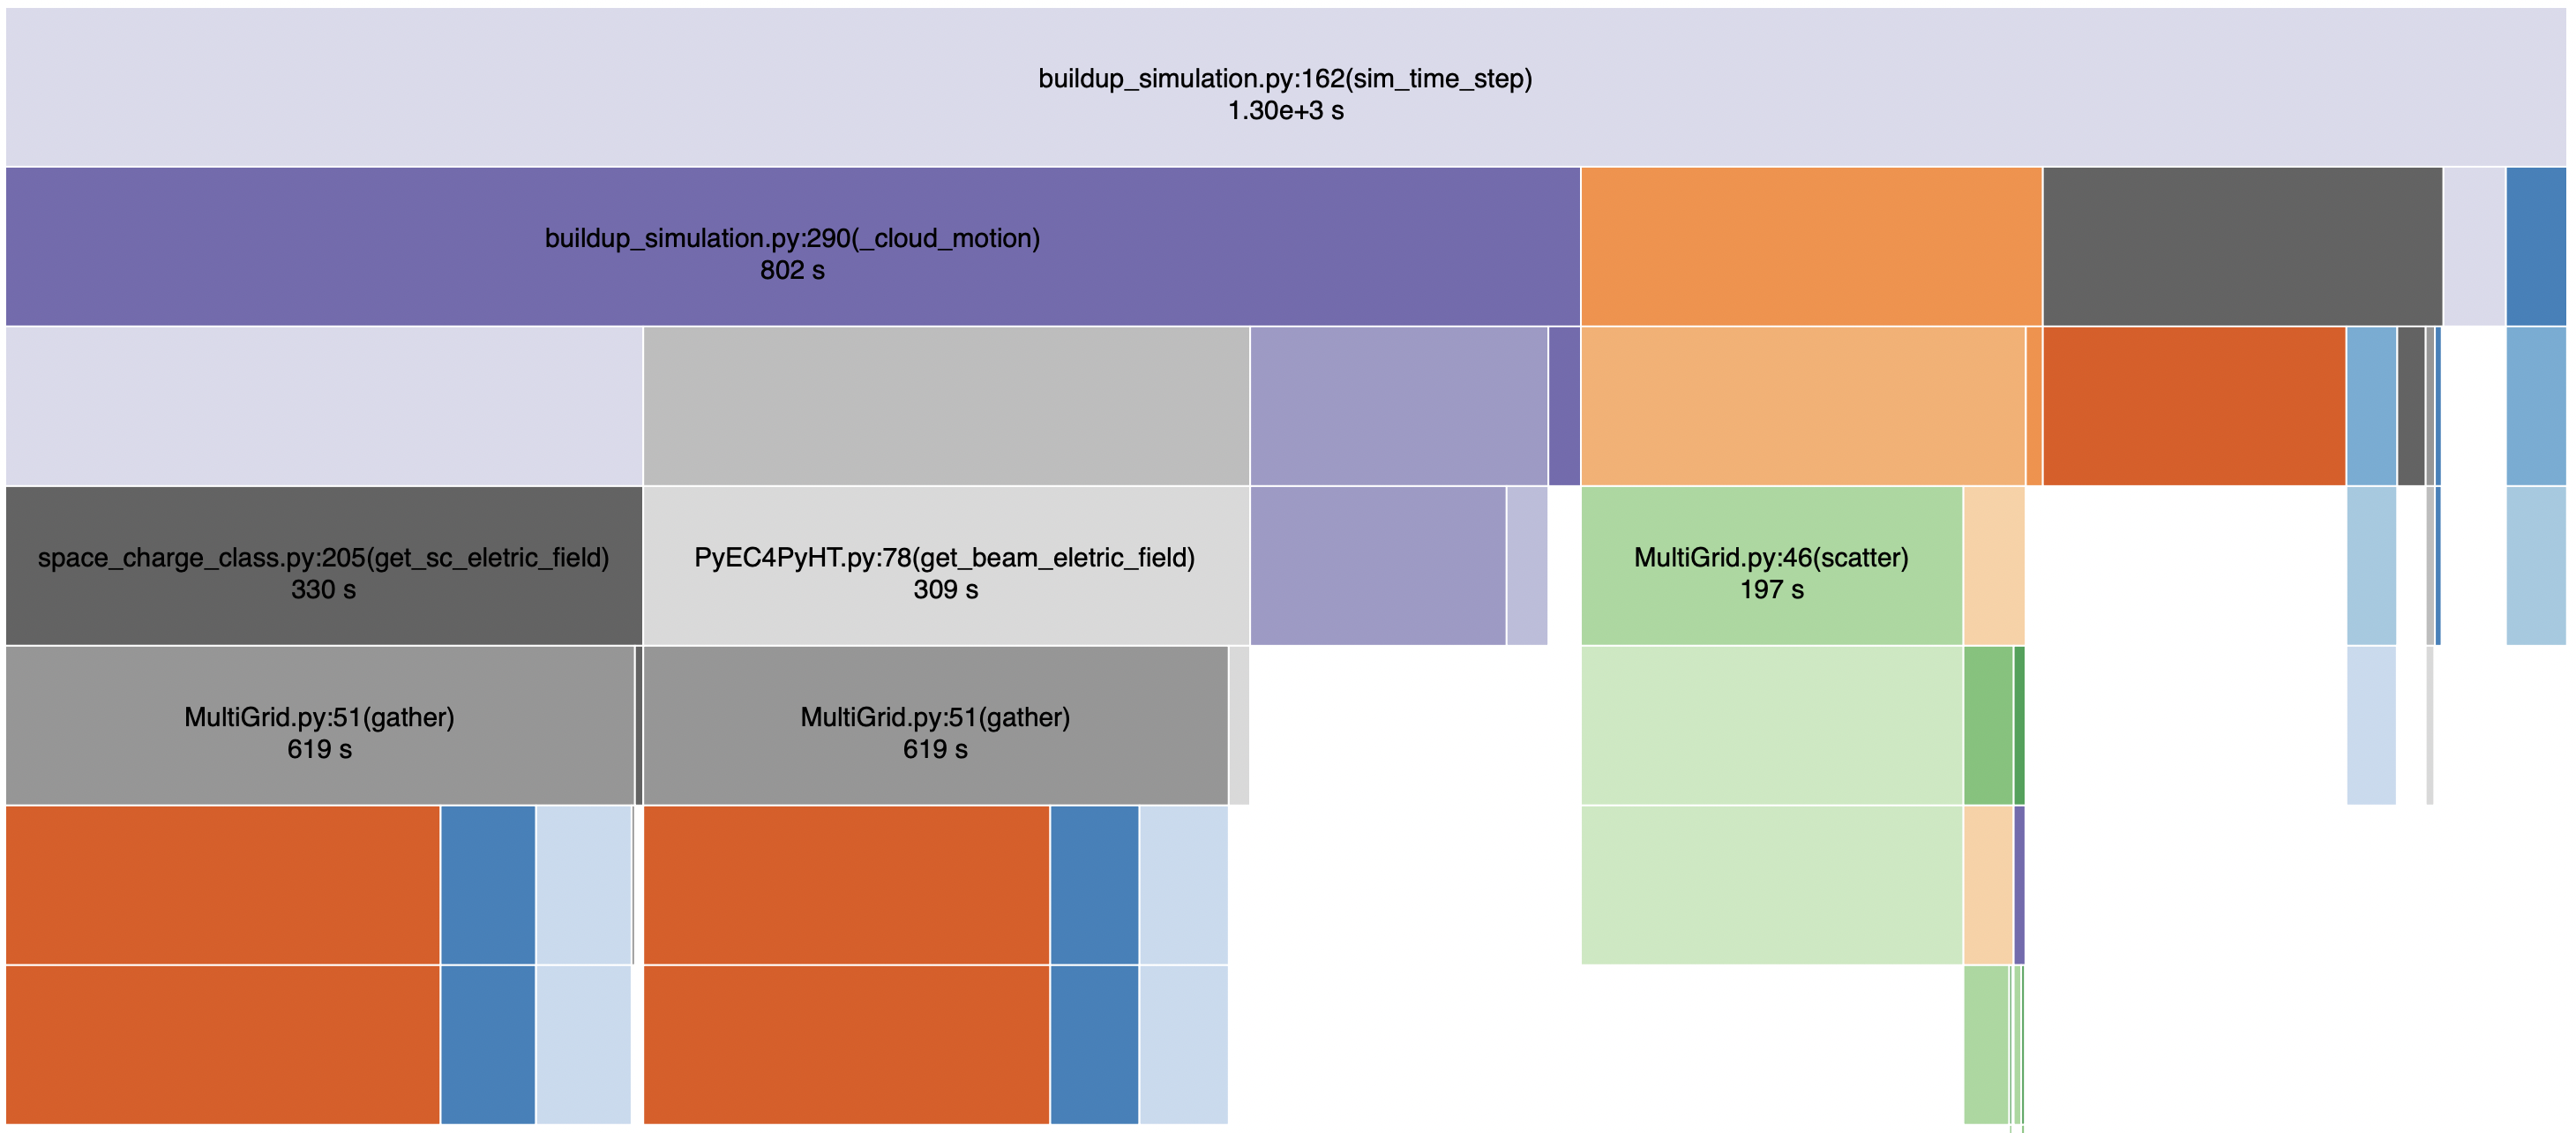 buildup_simulation.py:162(sim_time_step)
1.30e+3 s
buildup_simulation.py:290(_cloud_motion)
802 s
space_charge_class.py:205(get_sc_eletric_field)
330 s
PyEC4PyHT.py:78(get_beam_eletric_field)
309 s
MultiGrid.py:46(scatter)
197 s
MultiGrid.py:51(gather)
619 s
MultiGrid.py:51(gather)
619 s